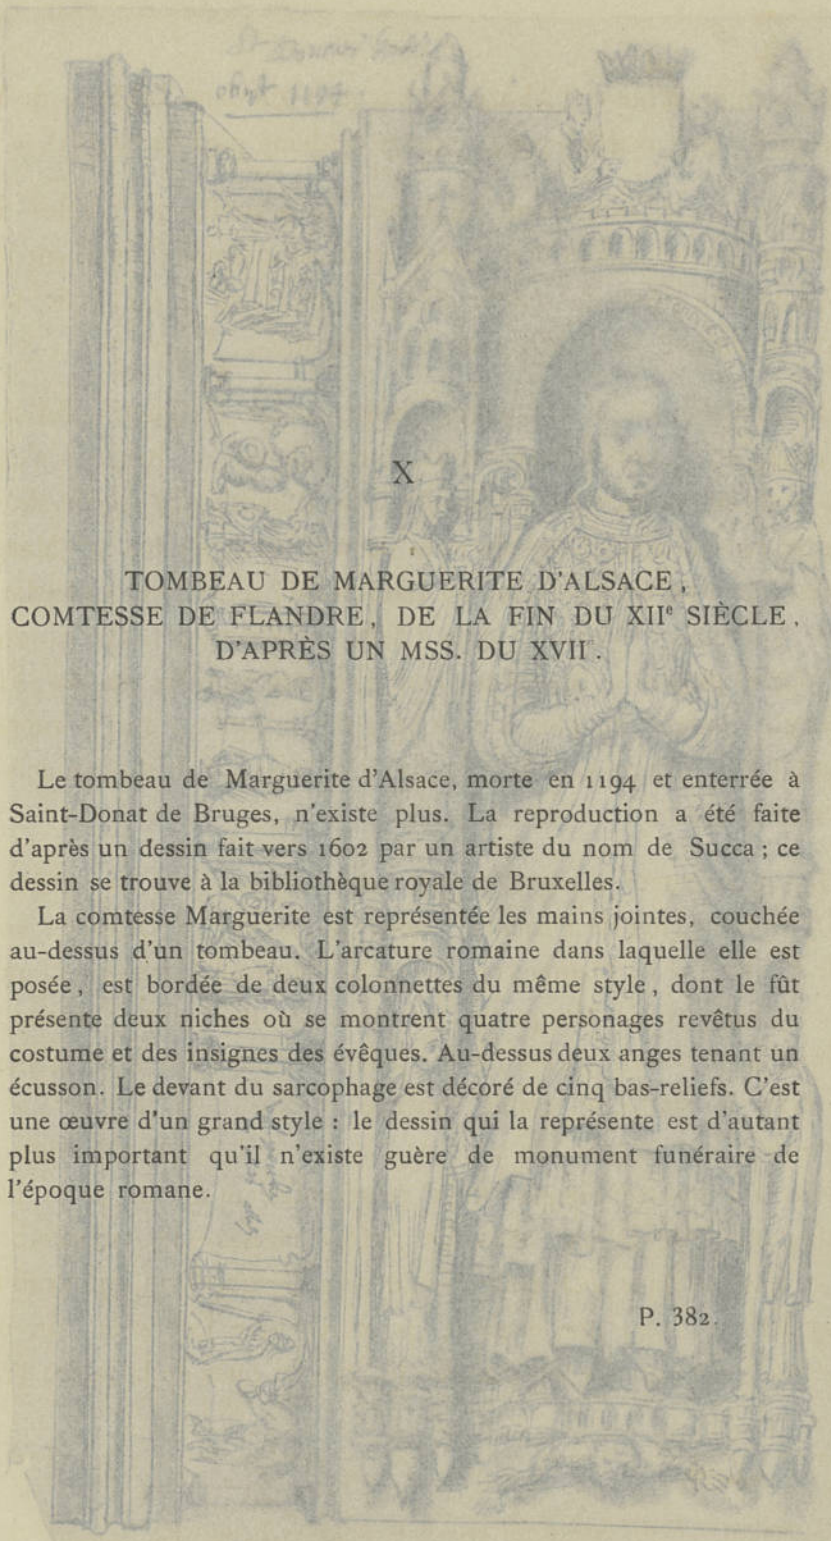 X
TOMBEAU DE MARGUERITE D'ALSACE,
COMTESSE DE FLANDRE, DE LA FIN DU XIIe SIÈCLE,
D'APRÈS UN MSS. DU XVIIe.
Le tombeau de Marguerite d'Alsace, morte en 1194 et enterrée à
Saint-Donat de Bruges, n'existe plus. La reproduction a été faite
d'après un dessin fait vers 1602 par un artiste du nom de Succa ; ce
dessin se trouve à la bibliothèque royale de Bruxelles.
La comtesse Marguerite est représentée les mains jointes, couchée
au-dessus d'un tombeau. L'arcature romaine dans laquelle elle est
posée, est bordée de deux colonnettes du même style, dont le fût
présente deux niches où se montrent quatre personages revêtus du
costume et des insignes des évêques. Au-dessus deux anges tenant un
écusson. Le devant du sarcophage est décoré de cinq bas-reliefs. C'est
une œuvre d'un grand style : le dessin qui la représente est d'autant
plus important qu'il n'existe guère de monument funéraire de
l'époque romane.
P. 382.